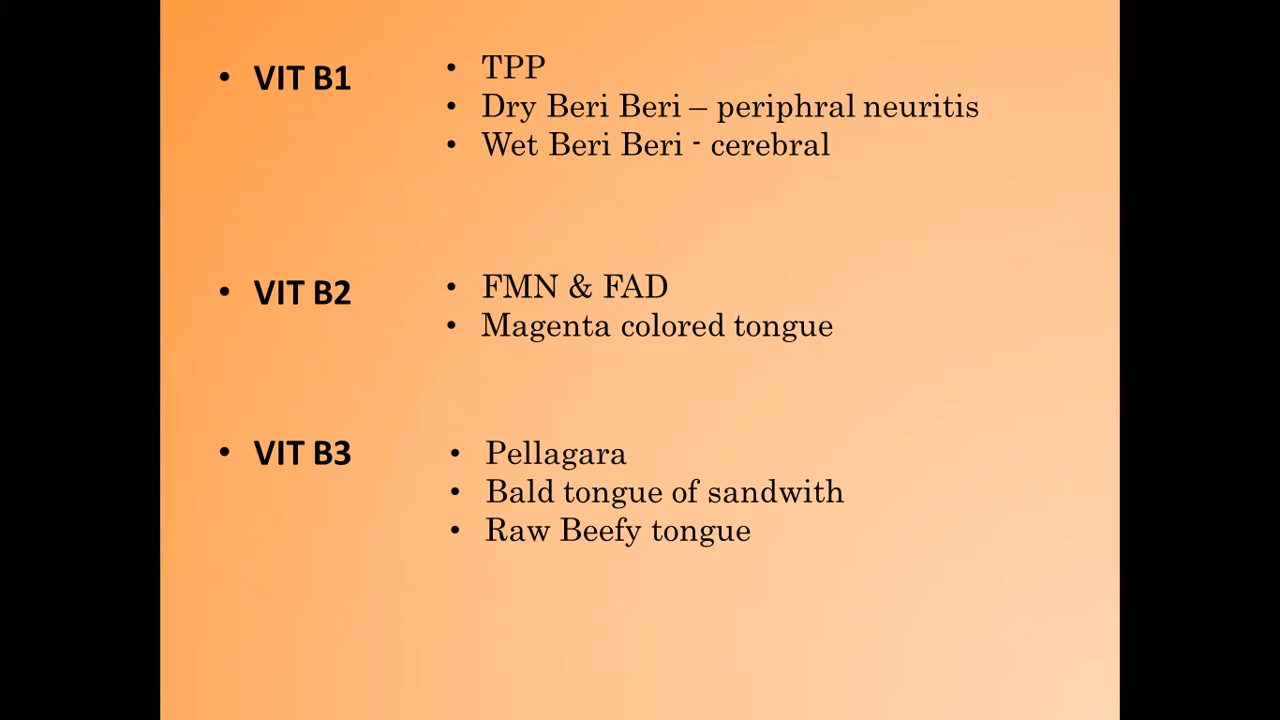 • VIT B1
• TPP
• Dry Beri Beri – periphral neuritis
• Wet Beri Beri - cerebral
• VIT B2
• FMN & FAD
• Magenta colored tongue
• VIT B3
• Pellagara
• Bald tongue of sandwith
• Raw Beefy tongue